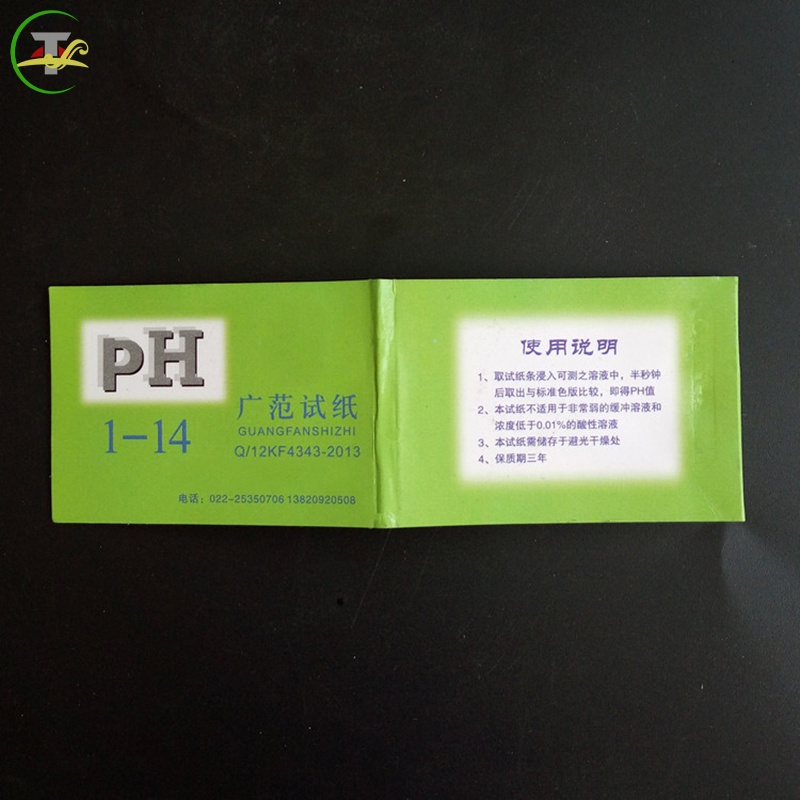 pH
1-14
广范试纸
GUANGFANSHIZHI
Q/12KF4343-2013
电话：022-25350706 13820920508
使用说明
1、取试纸条浸入可测之溶液中，半秒钟
后取出与标准色版比较，即得PH值
2、本试纸不适用于非常弱的缓冲溶液和
浓度低于0.01%的酸性溶液
3、本试纸需储存于避光干燥处
4、保质期三年